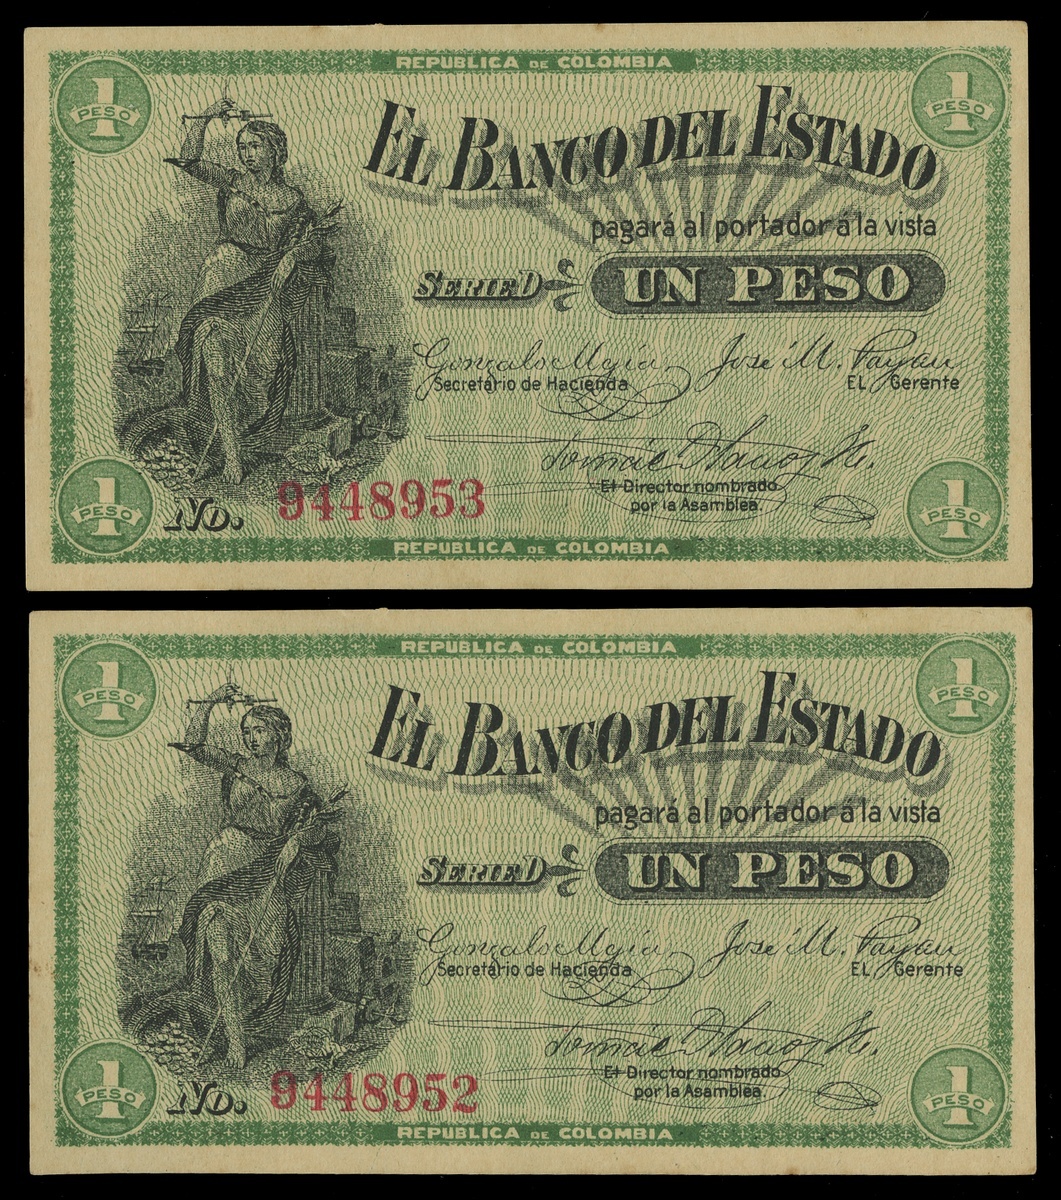 REPUBLICA DE COLOMBIA
1 PESO
1 PESO
EL BANCO DEL ESTADO
pagará al portador á la vista
SERIE D UN PESO
Gonzalo Mejía José M. Payán
Secretario de Hacienda EL Gerente
El Director nombrado
por la Asamblea.
1 PESO
No. 9448953
1 PESO
REPUBLICA DE COLOMBIA
REPUBLICA DE COLOMBIA
1 PESO
1 PESO
EL BANCO DEL ESTADO
pagará al portador á la vista
SERIE D UN PESO
Gonzalo Mejía José M. Payán
Secretario de Hacienda EL Gerente
El Director nombrado
por la Asamblea.
1 PESO
No. 9448952
1 PESO
REPUBLICA DE COLOMBIA